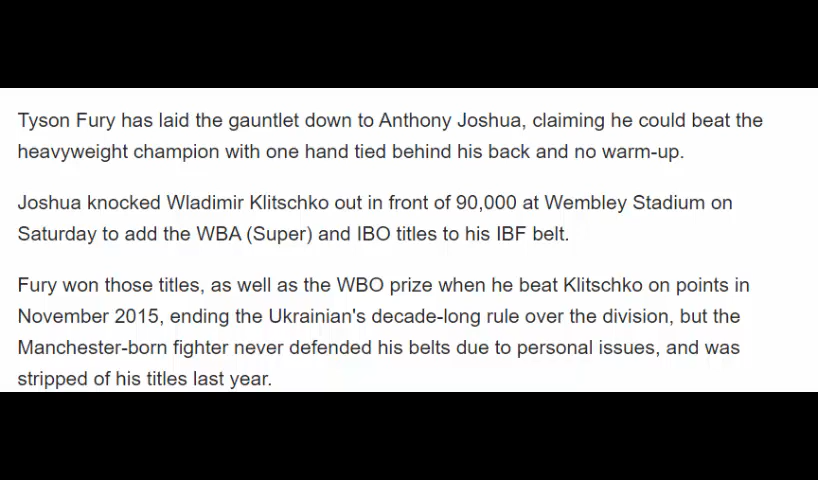 Tyson Fury has laid the gauntlet down to Anthony Joshua, claiming he could beat the
heavyweight champion with one hand tied behind his back and no warm-up.
Joshua knocked Wladimir Klitschko out in front of 90,000 at Wembley Stadium on
Saturday to add the WBA (Super) and IBO titles to his IBF belt.
Fury won those titles, as well as the WBO prize when he beat Klitschko on points in
November 2015, ending the Ukrainian's decade-long rule over the division, but the
Manchester-born fighter never defended his belts due to personal issues, and was
stripped of his titles last year.